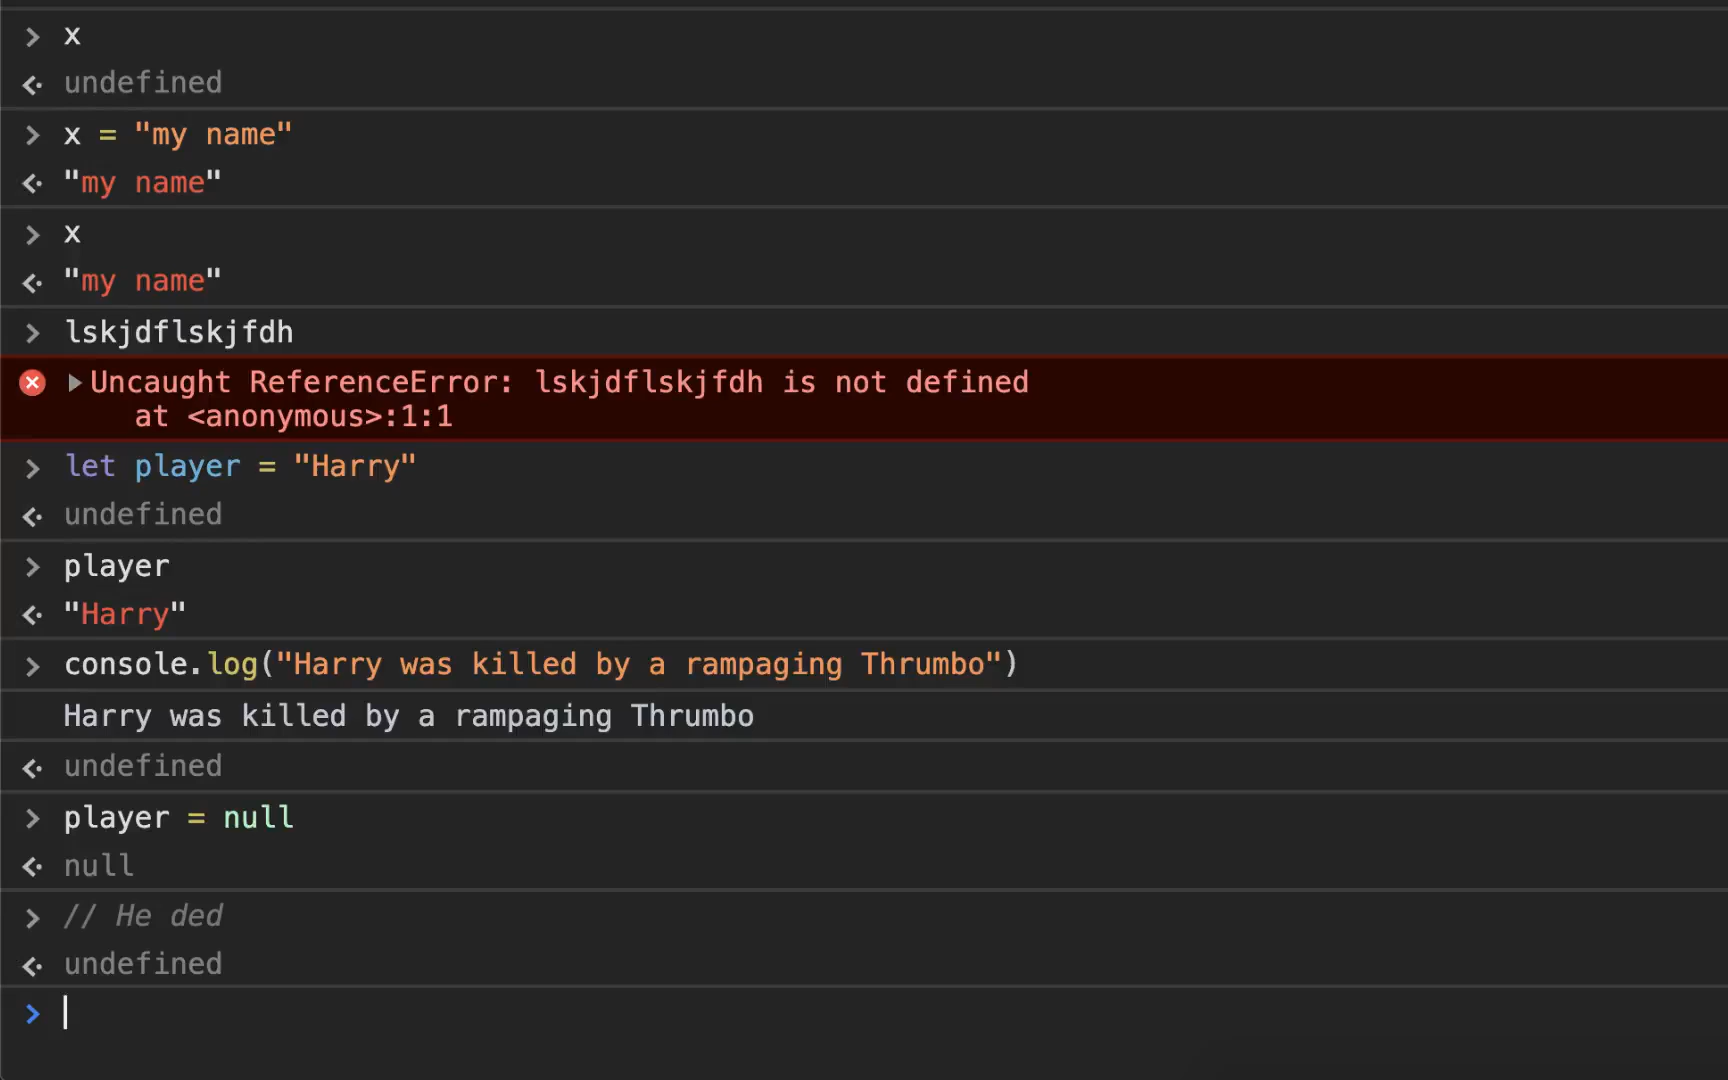 > x
<· undefined
> x = "my name"
<· "my name"
> x
<· "my name"
> lskjdflskjfdh
Uncaught ReferenceError: lskjdflskjfdh is not defined
at <anonymous>:1:1
> let player = "Harry"
<· undefined
> player
<· "Harry"
> console.log("Harry was killed by a rampaging Thrumbo")
Harry was killed by a rampaging Thrumbo
<· undefined
> player = null
<· null
> // He ded
<· undefined
>